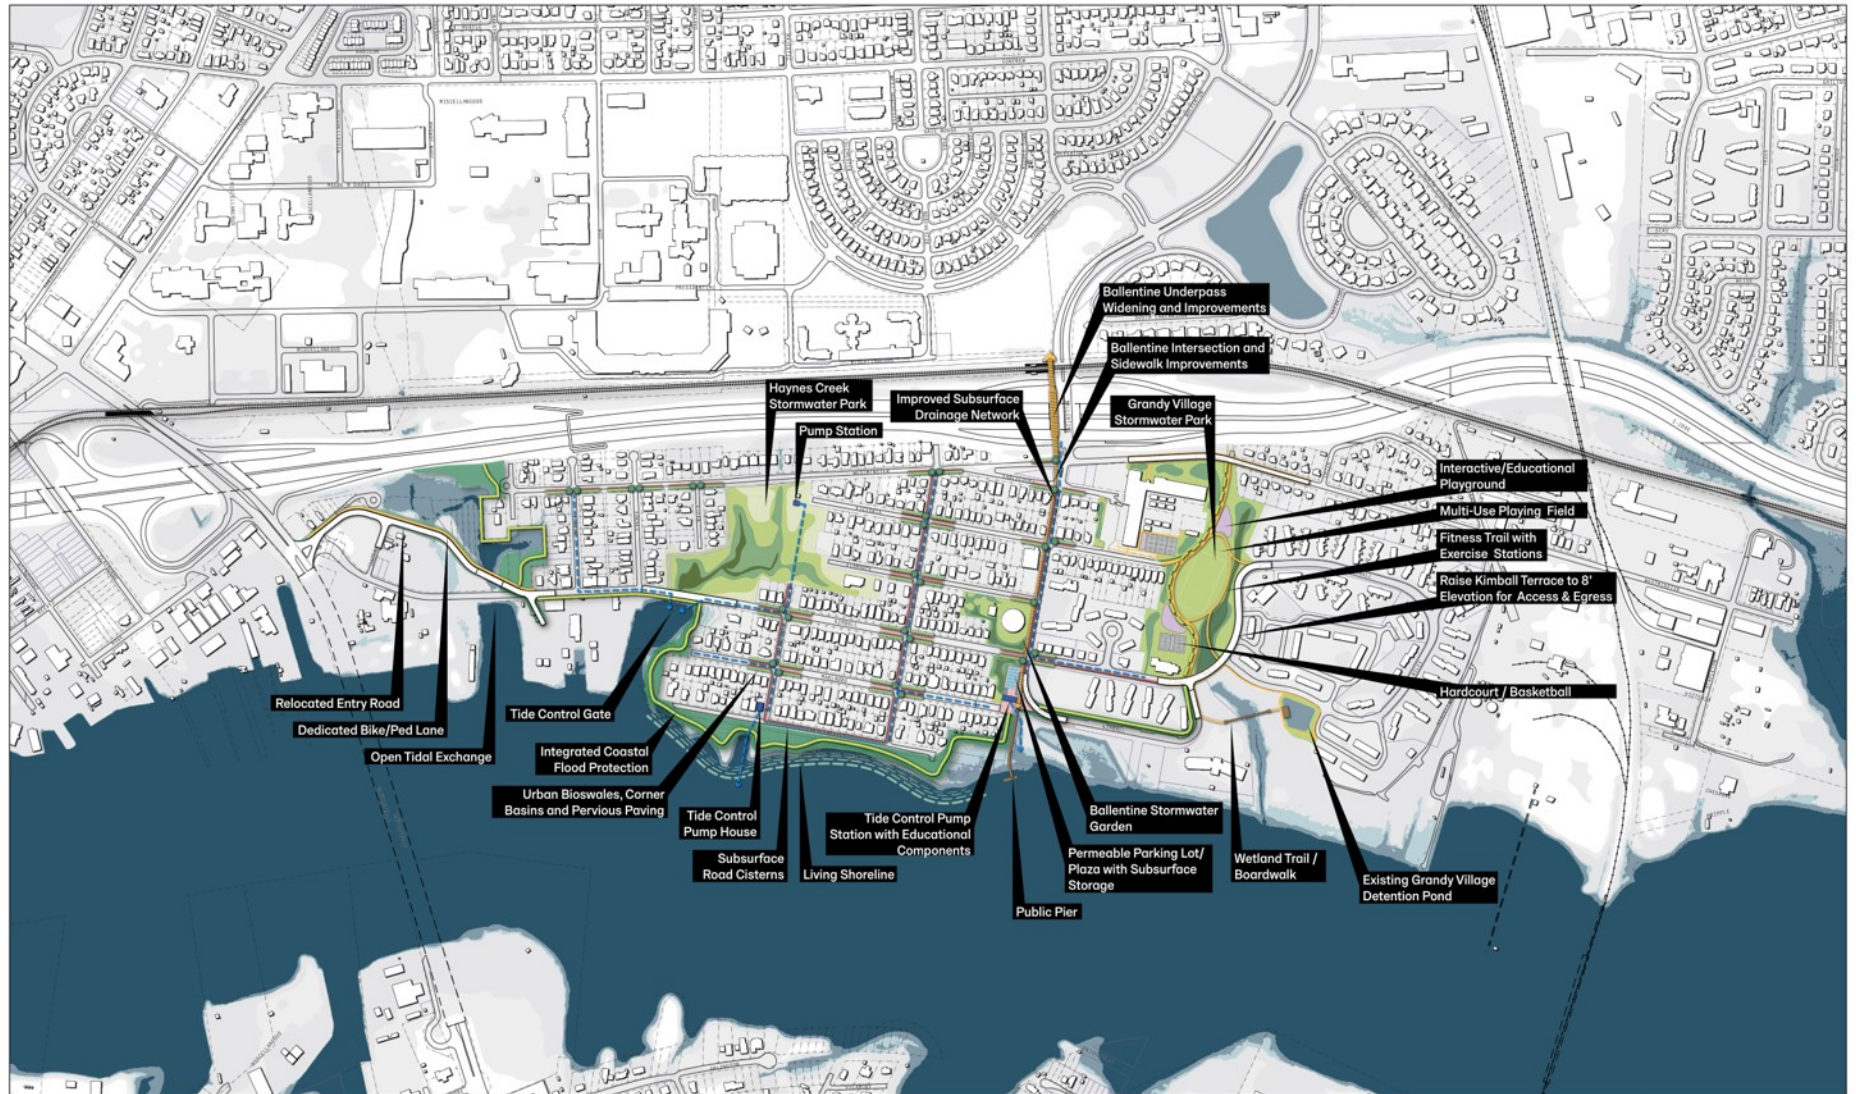 MISCELLANEOUS
Ballentine Underpass
Widening and Improvements
Ballentine Intersection and
Sidewalk Improvements
Haynes Creek
Stormwater Park
Improved Subsurface
Drainage Network
Grandy Village
Stormwater Park
Pump Station
Interactive/Educational
Playground
Multi-Use Playing Field
Fitness Trail with
Exercise Stations
Raise Kimball Terrace to 8'
Elevation for Access & Egress
Hardcourt / Basketball
Relocated Entry Road
Dedicated Bike/Ped Lane
Open Tidal Exchange
Tide Control Gate
Integrated Coastal
Flood Protection
Urban Bioswales, Corner
Basins and Pervious Paving
Tide Control
Pump House
Subsurface
Road Cisterns
Living Shoreline
Tide Control Pump
Station with Educational
Components
Ballentine Stormwater
Garden
Permeable Parking Lot/
Plaza with Subsurface
Storage
Public Pier
Wetland Trail /
Boardwalk
Existing Grandy Village
Detention Pond